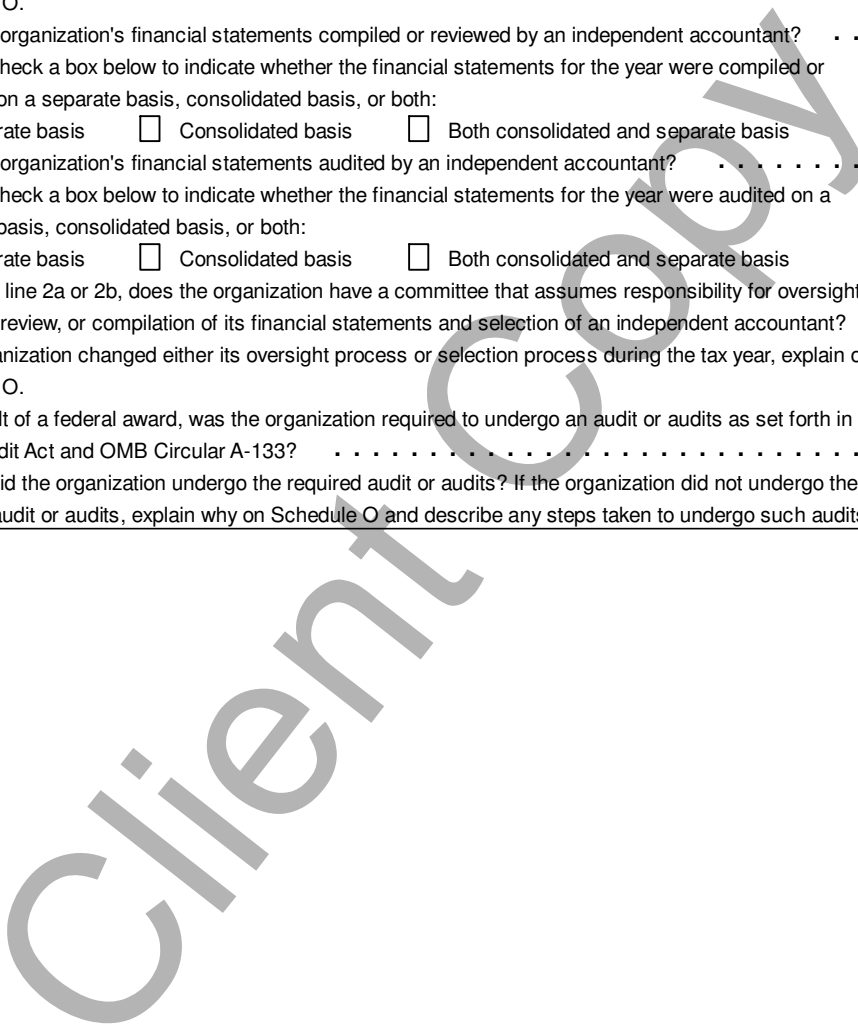 O.
organization's financial statements compiled or reviewed by an independent accountant? . .
heck a box below to indicate whether the financial statements for the year were compiled or
on a separate basis, consolidated basis, or both:
rate basis Consolidated basis Both consolidated and separate basis
organization's financial statements audited by an independent accountant? . . . . . . . .
heck a box below to indicate whether the financial statements for the year were audited on a
basis, consolidated basis, or both:
rate basis Consolidated basis Both consolidated and separate basis
line 2a or 2b, does the organization have a committee that assumes responsibility for oversight
review, or compilation of its financial statements and selection of an independent accountant?
anization changed either its oversight process or selection process during the tax year, explain o
O.
lt of a federal award, was the organization required to undergo an audit or audits as set forth in
dit Act and OMB Circular A-133? . . . . . . . . . . . . . . . . . . . . . . . . . . . .
id the organization undergo the required audit or audits? If the organization did not undergo the
audit or audits, explain why on Schedule O and describe any steps taken to undergo such audits
Client Copy